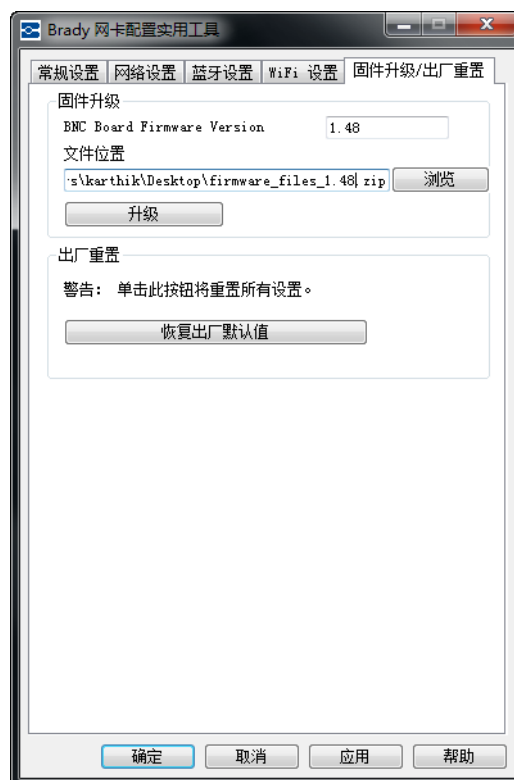 Brady 网卡配置实用工具
常规设置 网络设置 蓝牙设置 WiFi 设置 固件升级/出厂重置
固件升级
BNC Board Firmware Version 1.48
文件位置
s\karthik\Desktop\firmware_files_1.48.zip 浏览
升级
出厂重置
警告： 单击此按钮将重置所有设置。
恢复出厂默认值
确定 取消 应用 帮助